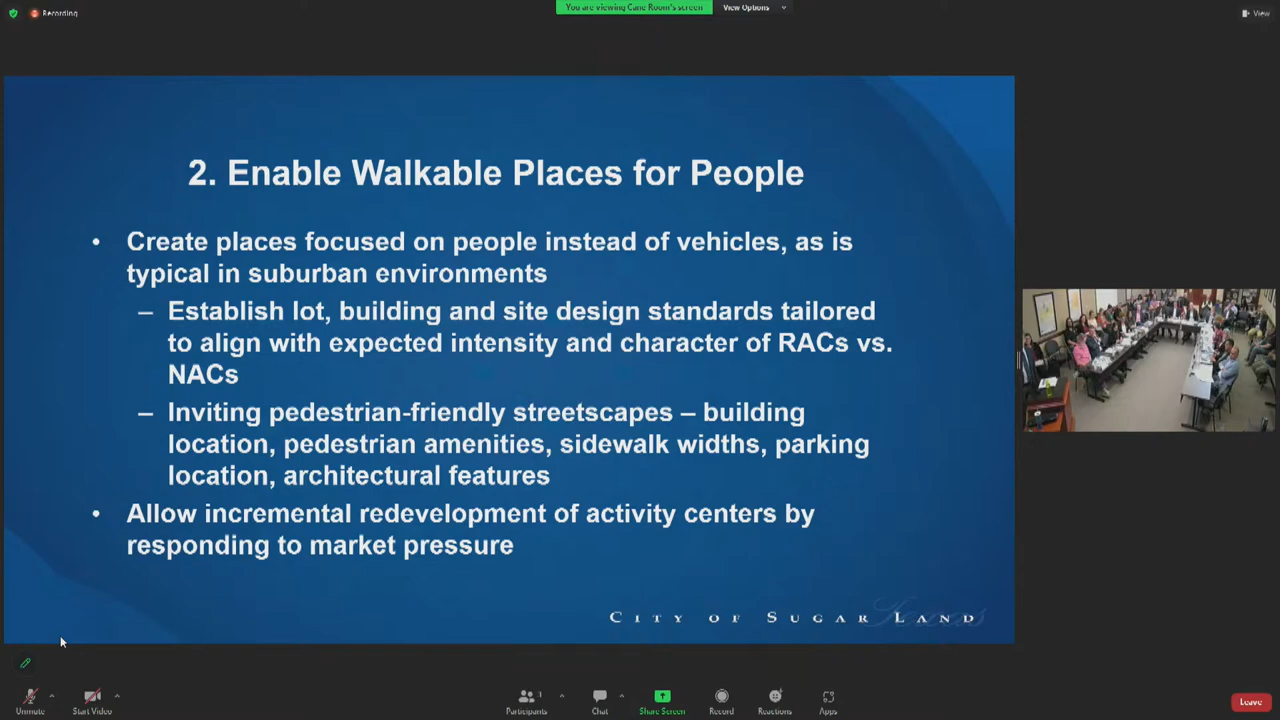 Recording
You are viewing Cane Room's screen
View Options
View
2. Enable Walkable Places for People
• Create places focused on people instead of vehicles, as is
typical in suburban environments
– Establish lot, building and site design standards tailored
to align with expected intensity and character of RACs vs.
NACs
– Inviting pedestrian-friendly streetscapes – building
location, pedestrian amenities, sidewalk widths, parking
location, architectural features
• Allow incremental redevelopment of activity centers by
responding to market pressure
CITY OF SUGAR LAND
Texas
Unmute
Start Video
Participants
Chat
Share Screen
Record
Reactions
Apps
Leave